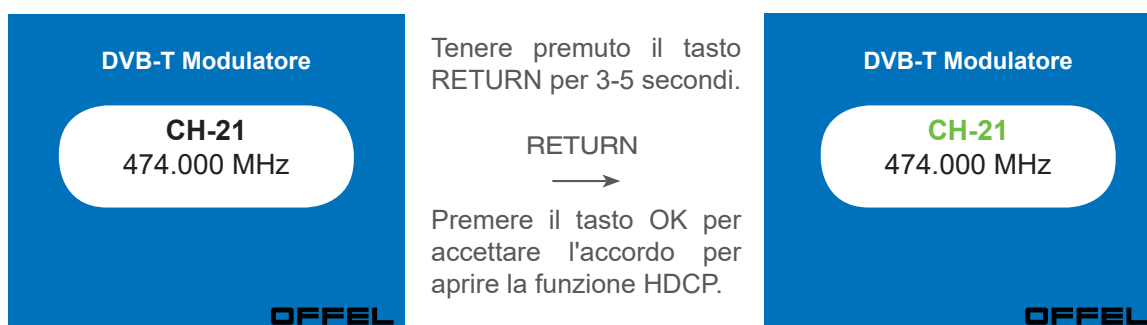 DVB-T Modulatore
CH-21
474.000 MHz
OFFEL
Tenere premuto il tasto
RETURN per 3-5 secondi.
RETURN
Premere il tasto OK per
accettare l'accordo per
aprire la funzione HDCP.
DVB-T Modulatore
CH-21
474.000 MHz
OFFEL